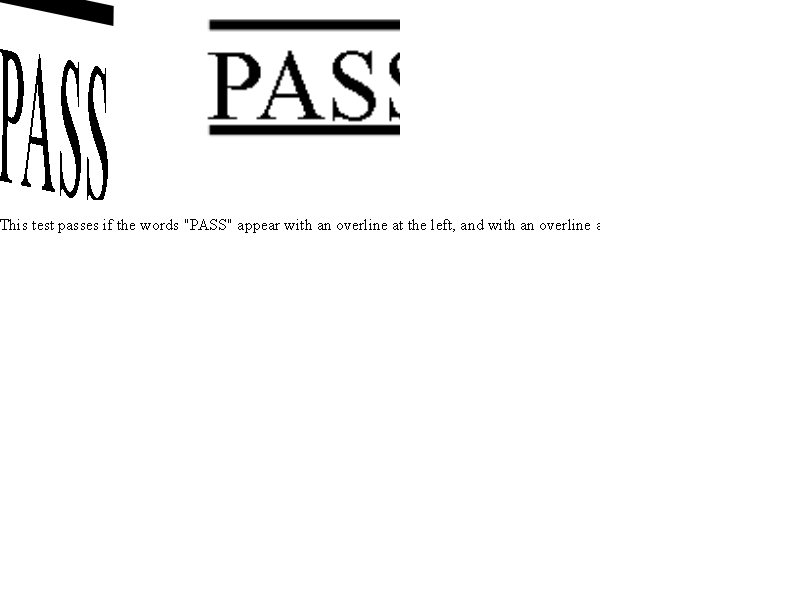 PASS
PASS
This test passes if the words "PASS" appear with an overline at the left, and with an overline